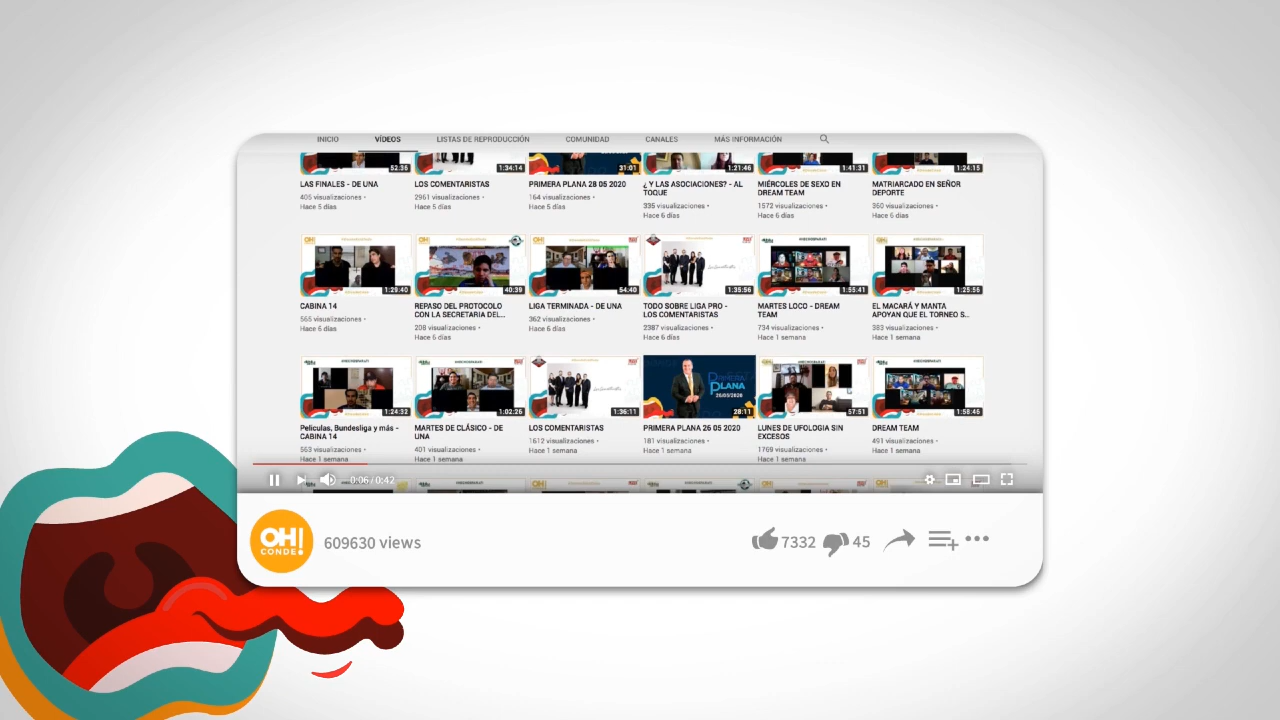 INICIO VÍDEOS LISTAS DE REPRODUCCIÓN COMUNIDAD CANALES MÁS INFORMACIÓN
52:35 1:34:14 31:01 1:21:46 1:41:31 1:24:15
LAS FINALES - DE UNA
405 visualizaciones •
Hace 5 días
LOS COMENTARISTAS
2961 visualizaciones •
Hace 5 días
PRIMERA PLANA 28 05 2020
164 visualizaciones •
Hace 5 días
¿ Y LAS ASOCIACIONES? - AL
TOQUE
335 visualizaciones •
Hace 6 días
MIÉRCOLES DE SEXO EN
DREAM TEAM
1572 visualizaciones •
Hace 6 días
MATRIARCADO EN SEÑOR
DEPORTE
350 visualizaciones •
Hace 6 días
1:29:40 40:39 54:40 1:35:56 1:55:41 1:25:56
CABINA 14
565 visualizaciones •
Hace 6 días
REPASO DEL PROTOCOLO
CON LA SECRETARIA DEL...
208 visualizaciones •
Hace 6 días
LIGA TERMINADA - DE UNA
362 visualizaciones •
Hace 6 días
TODO SOBRE LIGA PRO -
LOS COMENTARISTAS
2387 visualizaciones •
Hace 6 días
MARTES LOCO - DREAM
TEAM
734 visualizaciones •
Hace 1 semana
EL MACARÁ Y MANTA
APOYAN QUE EL TORNEO S...
383 visualizaciones •
Hace 1 semana
PLANA
26/05/2020
1:24:32 1:02:26 1:36:11 28:11 57:51 1:58:46
Peliculas, Bundesliga y más -
CABINA 14
553 visualizaciones •
Hace 1 semana
MARTES DE CLÁSICO - DE
UNA
401 visualizaciones •
Hace 1 semana
LOS COMENTARISTAS
1612 visualizaciones •
Hace 1 semana
PRIMERA PLANA 26 05 2020
181 visualizaciones •
Hace 1 semana
LUNES DE UFOLOGIA SIN
EXCESOS
1769 visualizaciones •
Hace 1 semana
DREAM TEAM
491 visualizaciones •
Hace 1 semana
0:06 / 0:42
OH!
CONDE!
609630 views
7332 45